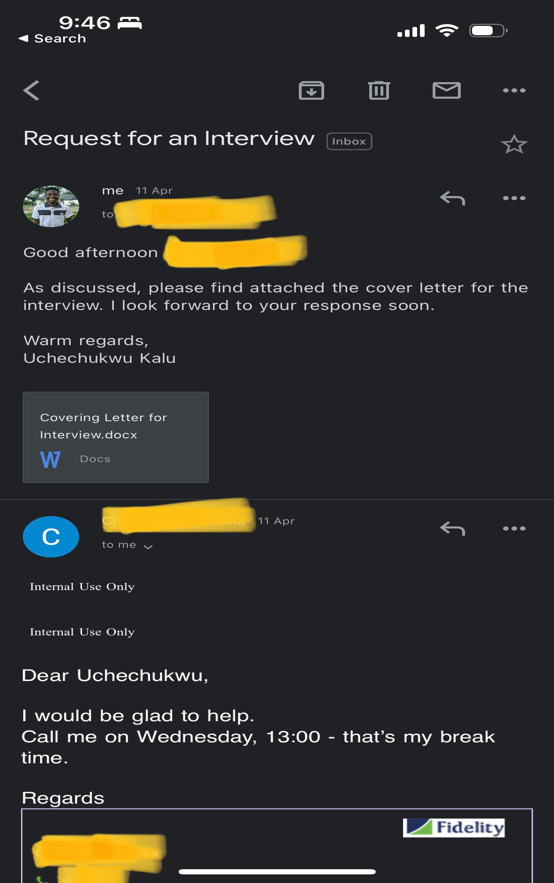 9:46
Search
Request for an Interview Inbox
me 11 Apr
to
Good afternoon
As discussed, please find attached the cover letter for the
interview. I look forward to your response soon.
Warm regards,
Uchechukwu Kalu
Covering Letter for
Interview.docx
W Docs
11 Apr
C
to me
Internal Use Only
Internal Use Only
Dear Uchechukwu,
I would be glad to help.
Call me on Wednesday, 13:00 - that's my break
time.
Regards
Fidelity